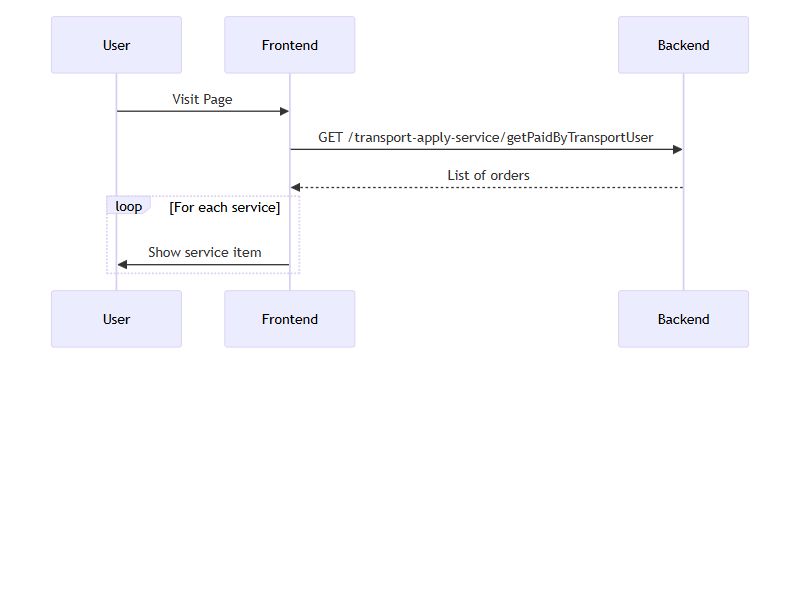 User
Frontend
Backend
Visit Page
GET /transport-apply-service/getPaidByTransportUser
List of orders
loop
[For each service]
Show service item
User
Frontend
Backend